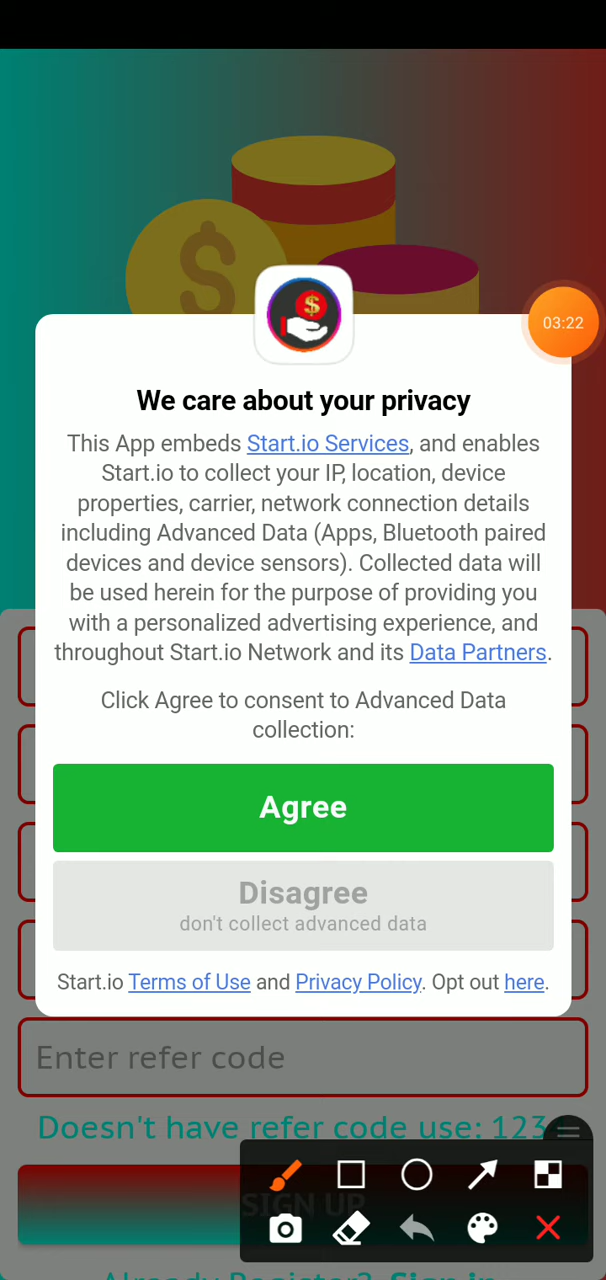 $
$
03:22
We care about your privacy
This App embeds Start.io Services, and enables
Start.io to collect your IP, location, device
properties, carrier, network connection details
including Advanced Data (Apps, Bluetooth paired
devices and device sensors). Collected data will
be used herein for the purpose of providing you
with a personalized advertising experience, and
throughout Start.io Network and its Data Partners.
Click Agree to consent to Advanced Data
collection:
Agree
Disagree
don't collect advanced data
Start.io Terms of Use and Privacy Policy. Opt out here.
Enter refer code
Doesn't have refer code use: 123
SIGN UP
Already Register? Sign in